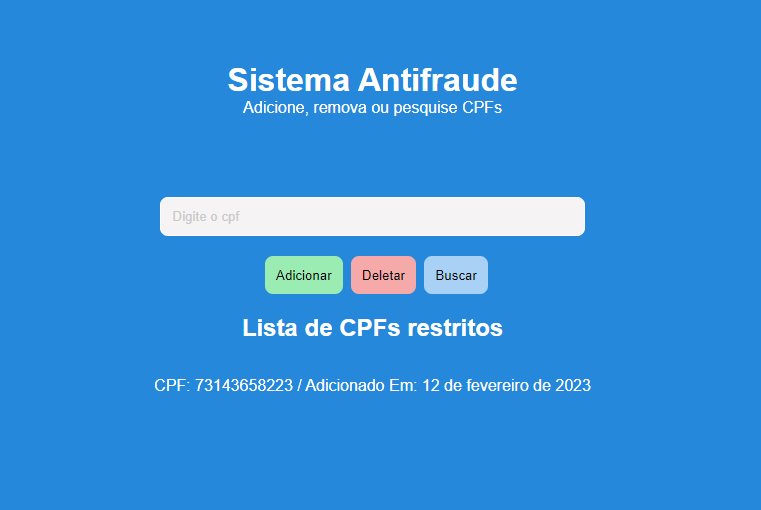 Sistema Antifraude
Adicione, remova ou pesquise CPFs
Digite o cpf
Adicionar Deletar Buscar
Lista de CPFs restritos
CPF: 73143658223 / Adicionado Em: 12 de fevereiro de 2023